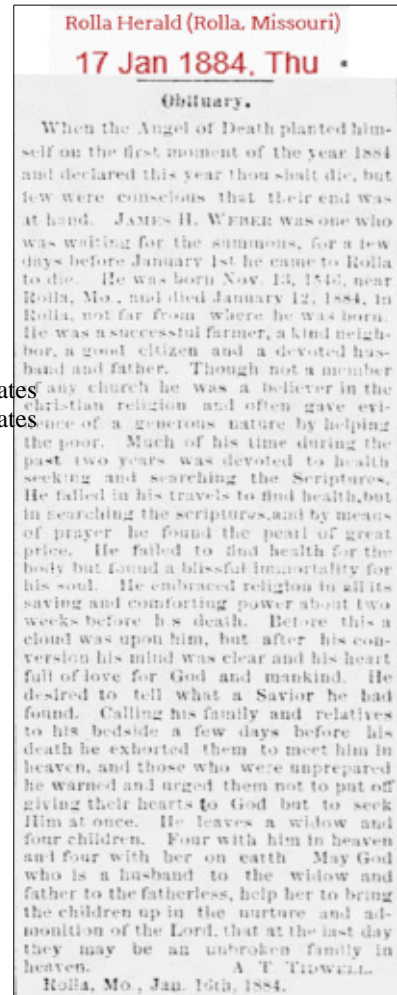 Rolla Herald (Rolla, Missouri)
17 Jan 1884, Thu
Obituary.
When the Angel of Death planted him-
self on the first moment of the year 1884
and declared this year thou shalt die, but
few were conscious that their end was
at hand. JAMES H. WEBER was one who
was waiting for the summons, for a few
days before January 1st he came to Rolla
to die. He was born Nov. 13, 1846, near
Rolla, Mo., and died January 12, 1884, in
Rolla, not far from where he was born.
He was a successful farmer, a kind neigh-
bor, a good citizen and a devoted hus-
band and father. Though not a member
ates
of any church he was a believer in the
christian religion and often gave evi-
ates
dence of a generous nature by helping
the poor. Much of his time during the
past two years was devoted to health
seeking and searching the Scriptures.
He failed in his travels to find health, but
in searching the scriptures, and by means
of prayer he found the pearl of great
price. He failed to find health for the
body but found a blissful immortality for
his soul. He embraced religion in all its
saving and comforting power about two
weeks before h s death. Before this a
cloud was upon him, but after his con-
version his mind was clear and his heart
full of love for God and mankind. He
desired to tell what a Savior he had
found. Calling his family and relatives
to his bedside a few days before his
death he exhorted them to meet him in
heaven, and those who were unprepared
he warned and urged them not to put off
giving their hearts to God but to seek
Him at once. He leaves a widow and
four children. Four with him in heaven
and four with her on earth May God
who is a husband to the widow and
father to the fatherless, help her to bring
the children up in the nurture and ad-
monition of the Lord, that at the last day
they may be an unbroken family in
heaven. A. T. TIDWELL.
Rolla, Mo., Jan. 16th, 1884.